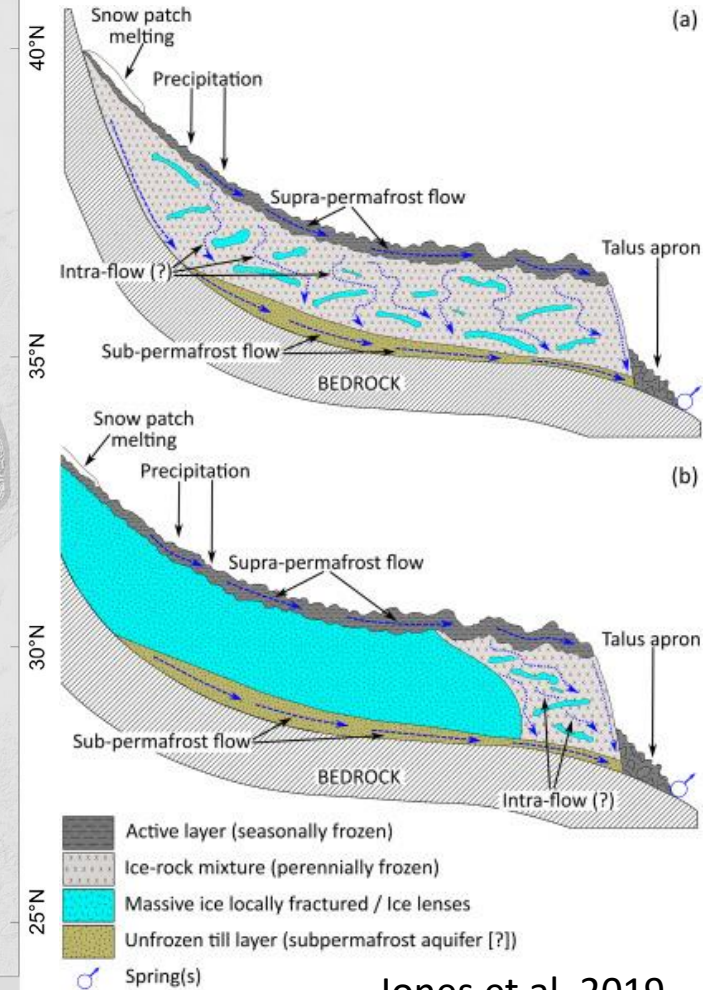 40°N
35°N
30°N
25°N
(a)
Snow patch
melting
Precipitation
Supra-permafrost flow
Talus apron
Intra-flow (?)
Sub-permafrost flow
BEDROCK
(b)
Snow patch
melting
Precipitation
Supra-permafrost flow
Talus apron
Sub-permafrost flow
BEDROCK
Intra-flow (?)
Active layer (seasonally frozen)
Ice-rock mixture (perennially frozen)
Massive ice locally fractured / Ice lenses
Unfrozen till layer (subpermafrost aquifer [?])
Spring(s)
Jones et al. 2019